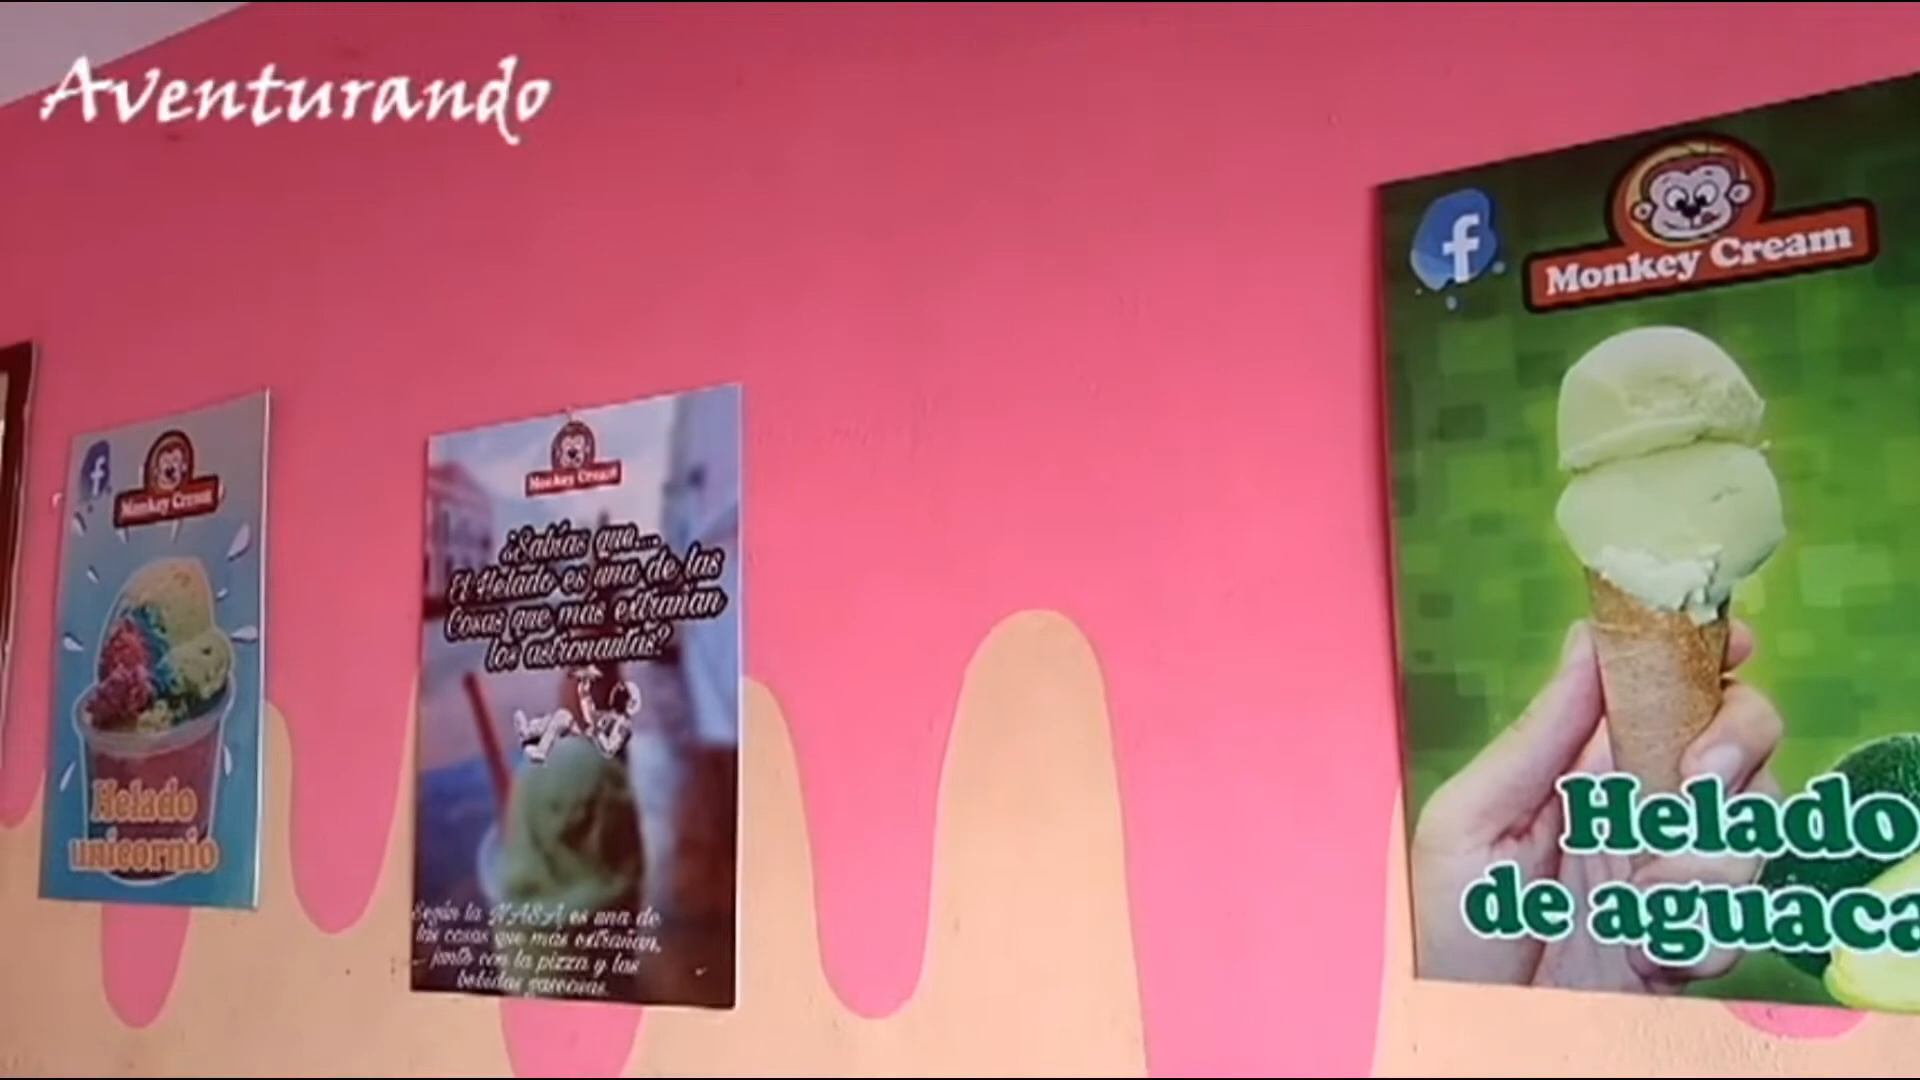 Aventurando
f
Monkey Cream
Helado
unicornio
Monkey Cream
¿Sabías que....
El Helado es una de las
Cosas que más extrañan
los astronautas?
Según la NASA es una de
las cosas que más extrañan,
junto con la pizza y las
bebidas gaseosas.
f
Monkey Cream
Helado
de aguaca